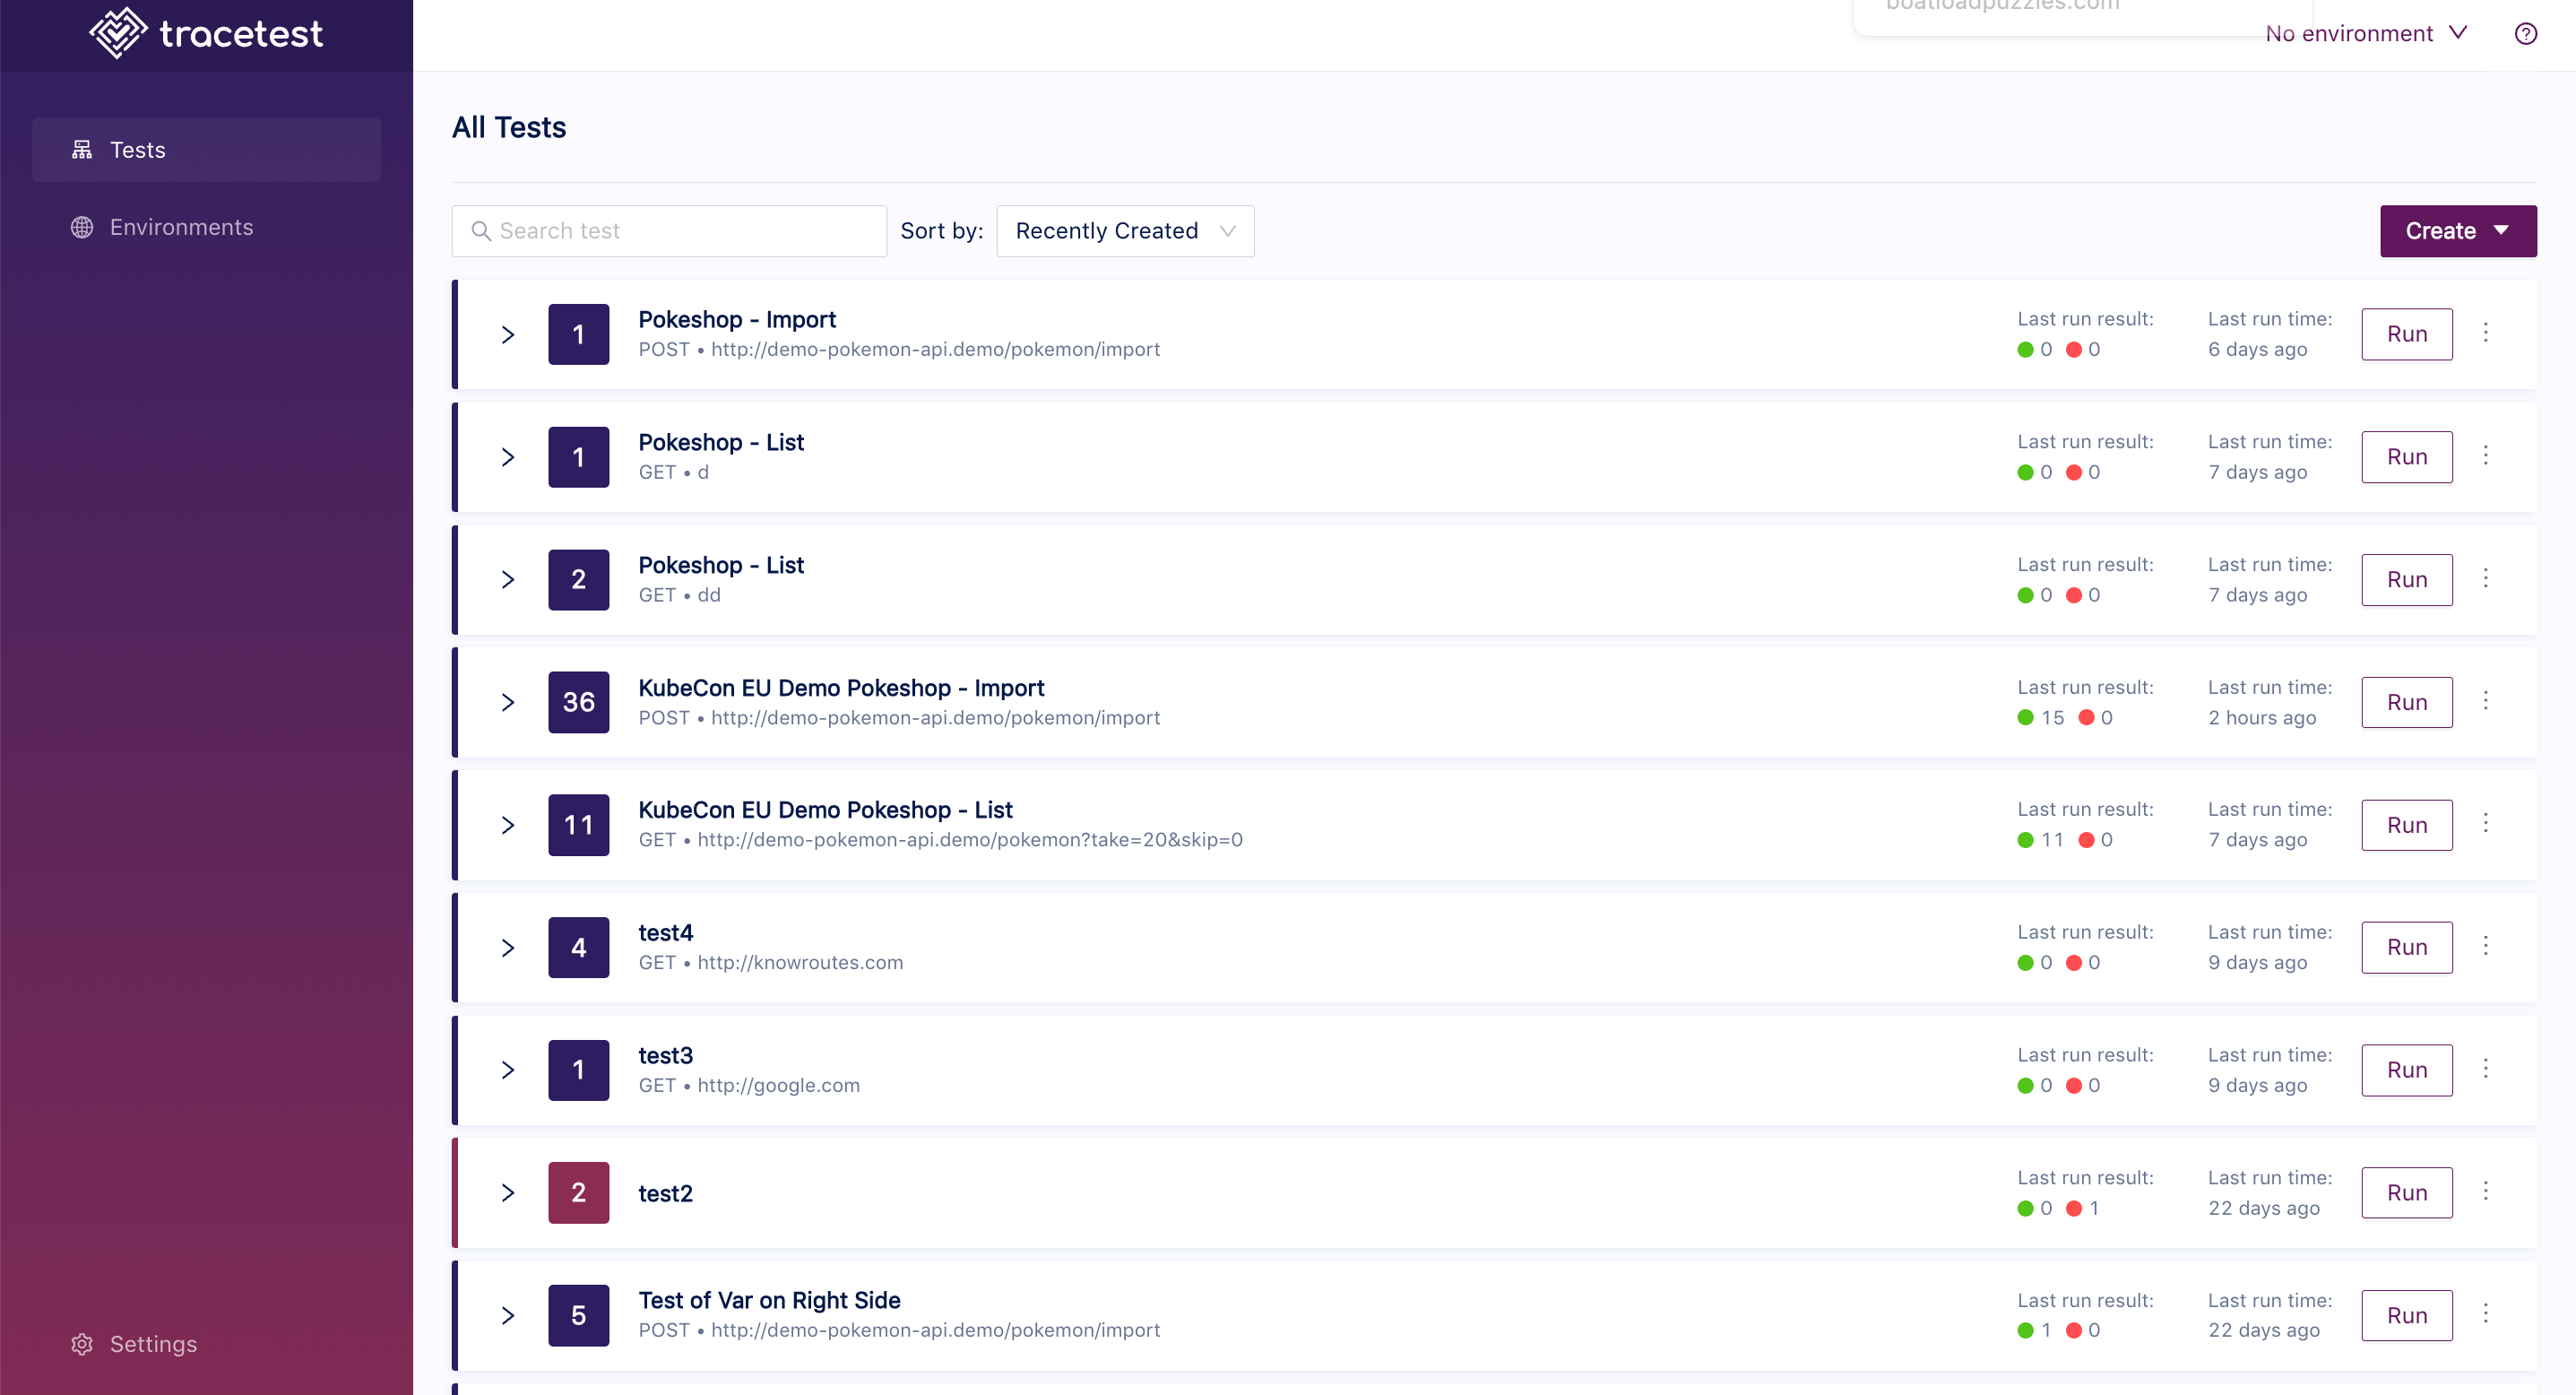 tracetest
boatloadpuzzles.com
No environment
Tests
Environments
Settings
All Tests
Search test
Sort by:
Recently Created
Create
1
Pokeshop - Import
POST • http://demo-pokemon-api.demo/pokemon/import
Last run result:
0 0
Last run time:
6 days ago
Run
1
Pokeshop - List
GET • d
Last run result:
0 0
Last run time:
7 days ago
Run
2
Pokeshop - List
GET • dd
Last run result:
0 0
Last run time:
7 days ago
Run
36
KubeCon EU Demo Pokeshop - Import
POST • http://demo-pokemon-api.demo/pokemon/import
Last run result:
15 0
Last run time:
2 hours ago
Run
11
KubeCon EU Demo Pokeshop - List
GET • http://demo-pokemon-api.demo/pokemon?take=20&skip=0
Last run result:
11 0
Last run time:
7 days ago
Run
4
test4
GET • http://knowroutes.com
Last run result:
0 0
Last run time:
9 days ago
Run
1
test3
GET • http://google.com
Last run result:
0 0
Last run time:
9 days ago
Run
2
test2
Last run result:
0 1
Last run time:
22 days ago
Run
5
Test of Var on Right Side
POST • http://demo-pokemon-api.demo/pokemon/import
Last run result:
1 0
Last run time:
22 days ago
Run